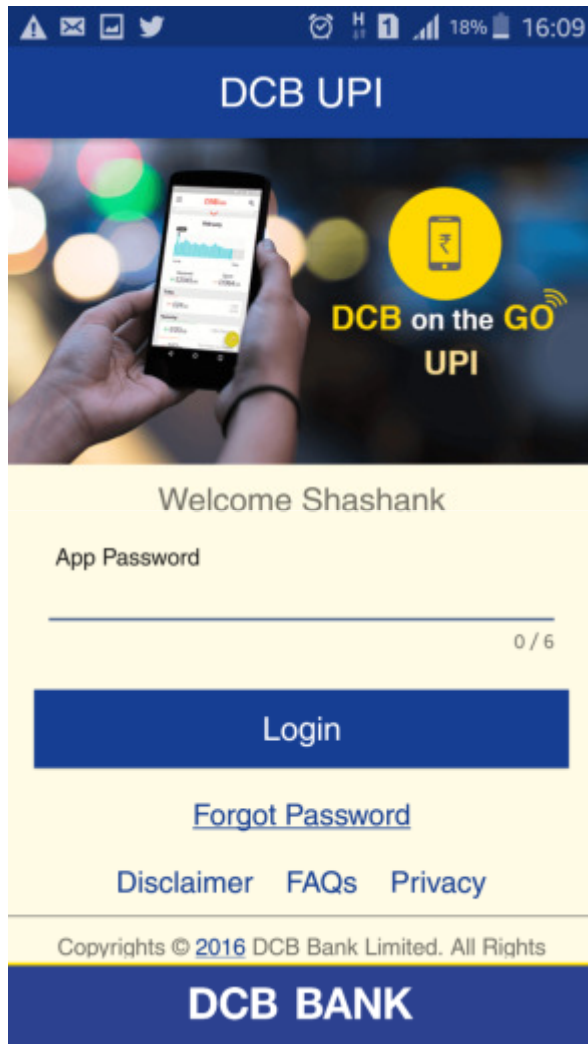 1 18% 16:09
DCB UPI
DCB on the GO
UPI
Welcome Shashank
App Password
0 / 6
Login
Forgot Password
Disclaimer FAQs Privacy
Copyrights © 2016 DCB Bank Limited. All Rights
DCB BANK